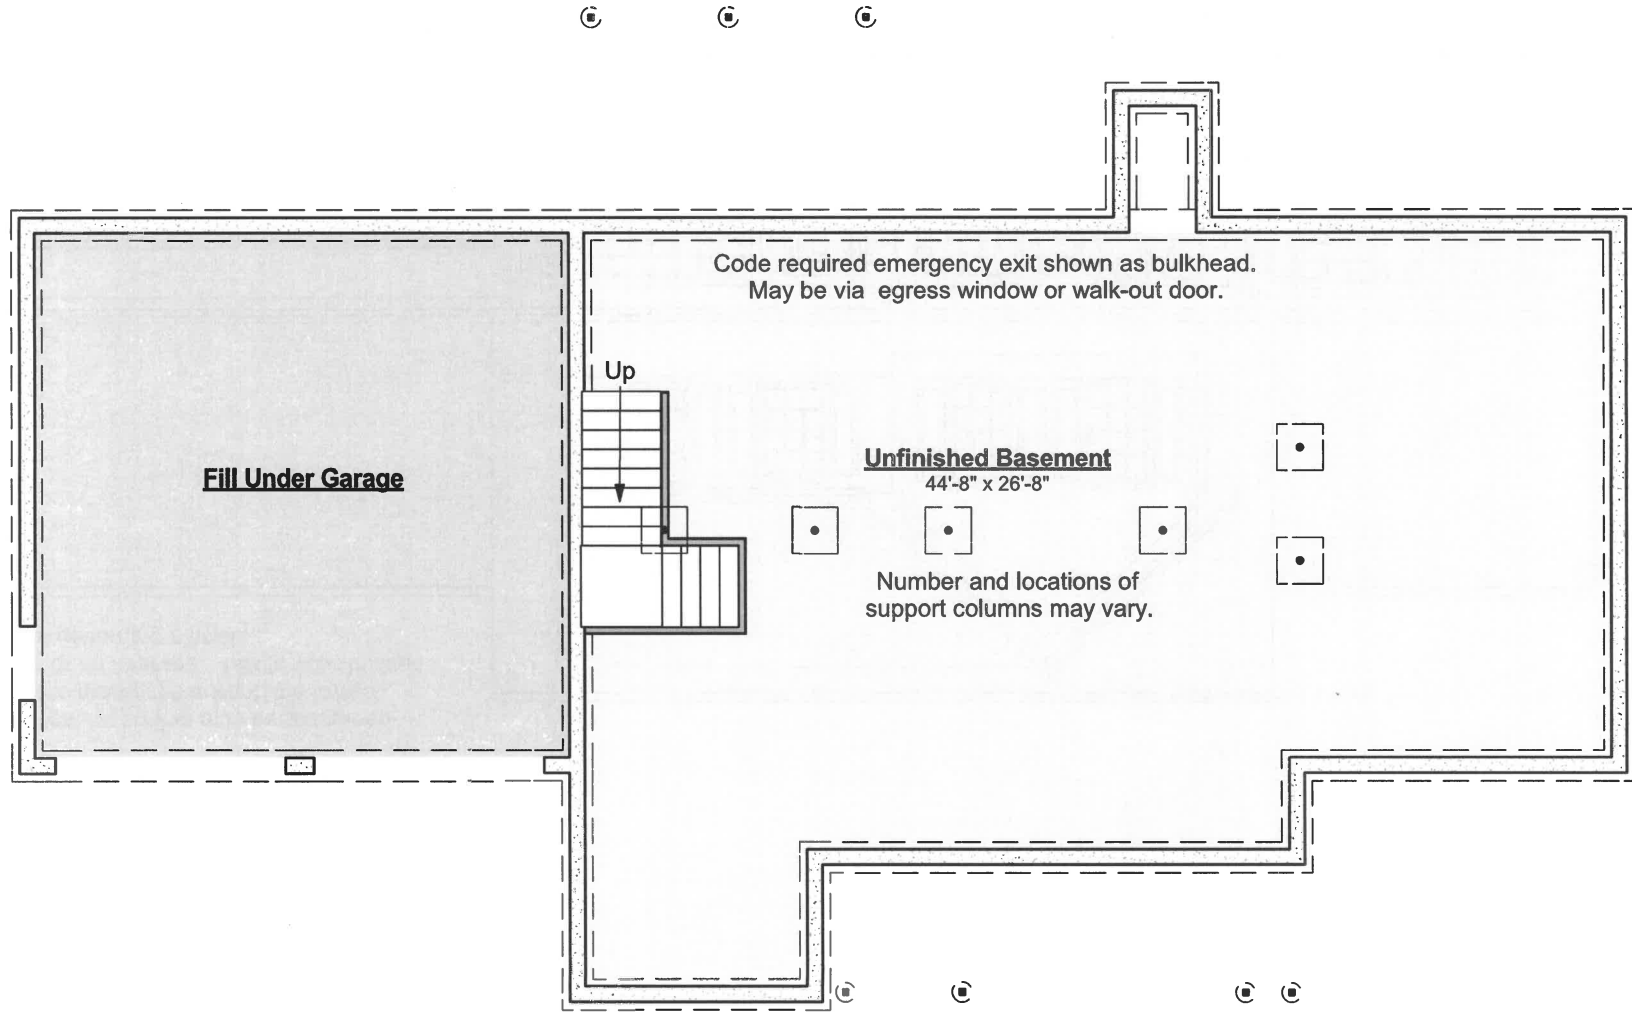 Code required emergency exit shown as bulkhead.
May be via egress window or walk-out door.
Up
Fill Under Garage
Unfinished Basement
44'-8" x 26'-8"
Number and locations of
support columns may vary.